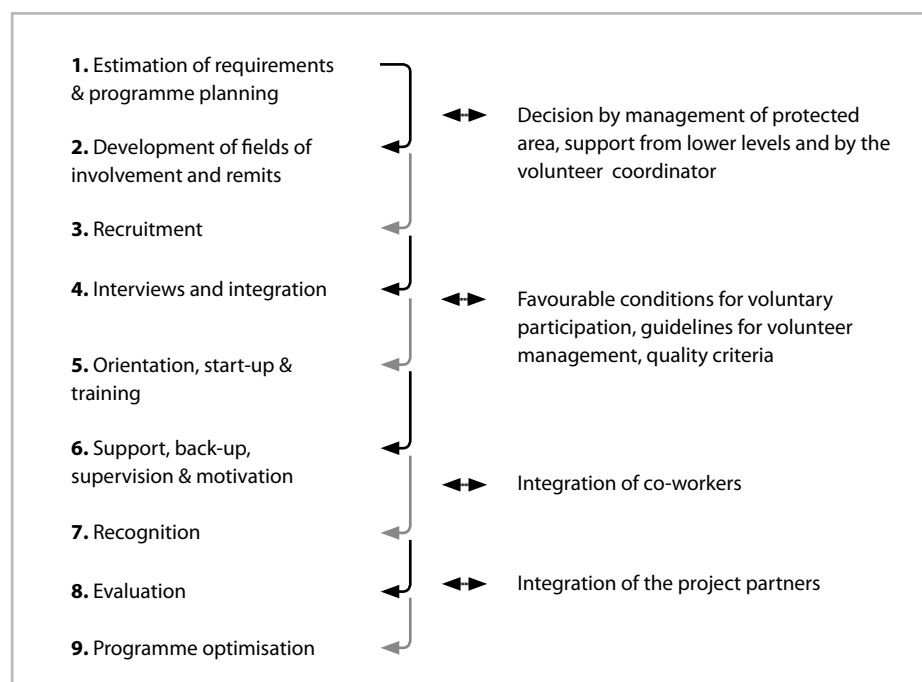 1. Estimation of requirements
& programme planning
Decision by management of protected
area, support from lower levels and by the
volunteer coordinator
2. Development of fields of
involvement and remits
3. Recruitment
4. Interviews and integration
Favourable conditions for voluntary
participation, guidelines for volunteer
management, quality criteria
5. Orientation, start-up &
training
6. Support, back-up,
supervision & motivation
Integration of co-workers
7. Recognition
8. Evaluation
Integration of the project partners
9. Programme optimisation